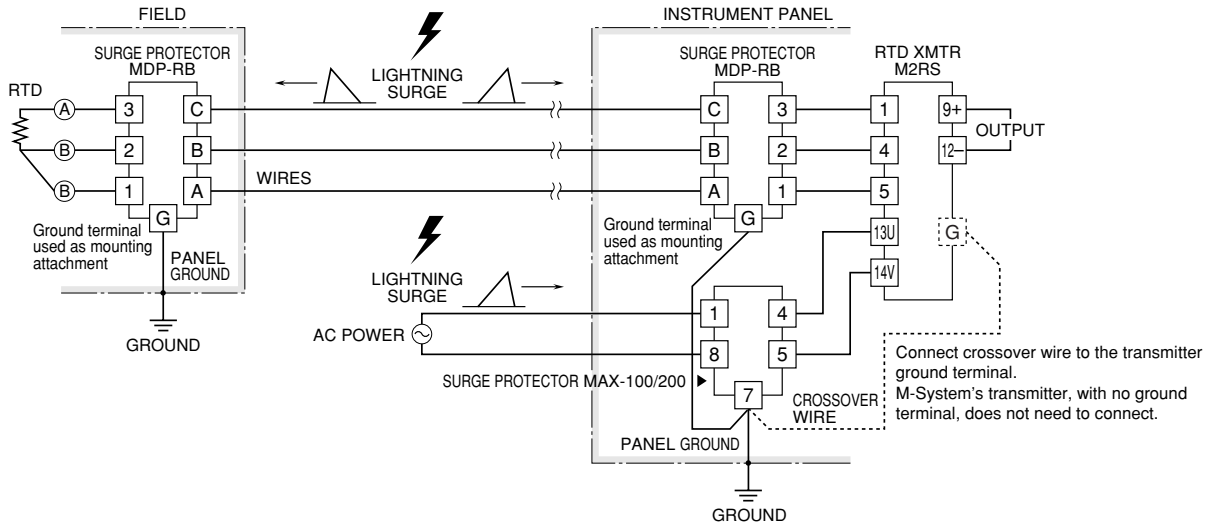 FIELD
INSTRUMENT PANEL
SURGE PROTECTOR
MDP-RB
LIGHTNING
SURGE
SURGE PROTECTOR
MDP-RB
RTD XMTR
M2RS
RTD
A
3
C
C
3
1
9+
OUTPUT
B
2
B
B
2
4
12–
B
1
A
WIRES
A
1
5
G
G
13U
G
Ground terminal
used as mounting
attachment
PANEL
GROUND
GROUND
Ground terminal
used as mounting
attachment
14V
LIGHTNING
SURGE
AC POWER
1
4
8
5
SURGE PROTECTOR MAX-100/200
7
CROSSOVER
WIRE
PANEL GROUND
GROUND
Connect crossover wire to the transmitter
ground terminal.
M-System's transmitter, with no ground
terminal, does not need to connect.